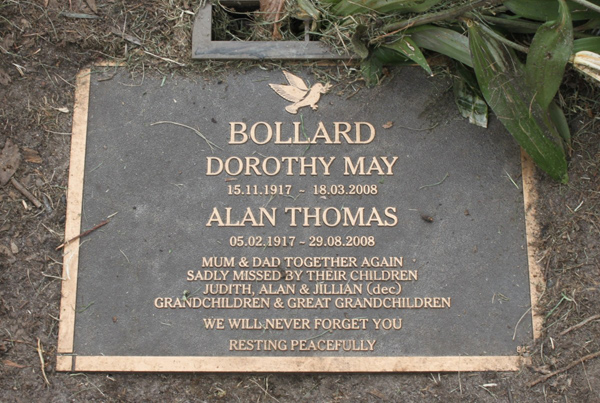 BOLLARD
DOROTHY MAY
15.11.1917 - 18.03.2008
ALAN THOMAS
05.02.1917 - 29.08.2008
MUM & DAD TOGETHER AGAIN
SADLY MISSED BY THEIR CHILDREN
JUDITH, ALAN & JILLIAN (dec)
GRANDCHILDREN & GREAT GRANDCHILDREN
WE WILL NEVER FORGET YOU
RESTING PEACEFULLY